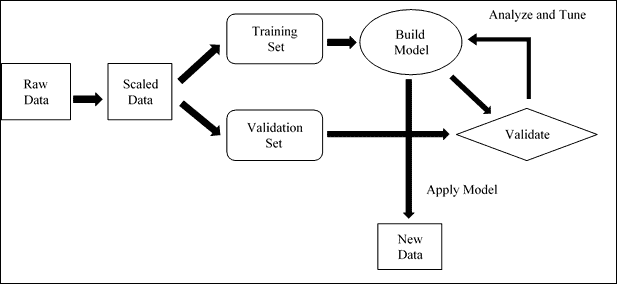 Analyze and Tune
Training
Set
Build
Model
Raw
Data
Scaled
Data
Validation
Set
Validate
Apply Model
New
Data